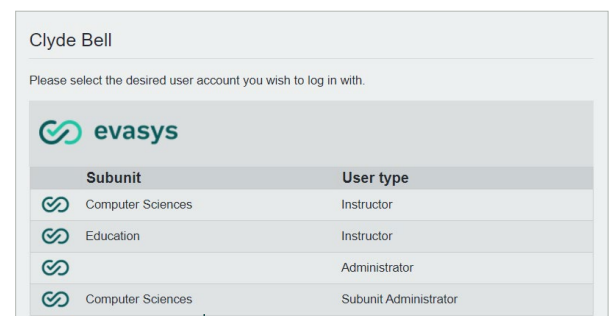 Clyde Bell
Please select the desired user account you wish to log in with.
evasys
Subunit User type
Computer Sciences Instructor
Education Instructor
Administrator
Computer Sciences Subunit Administrator